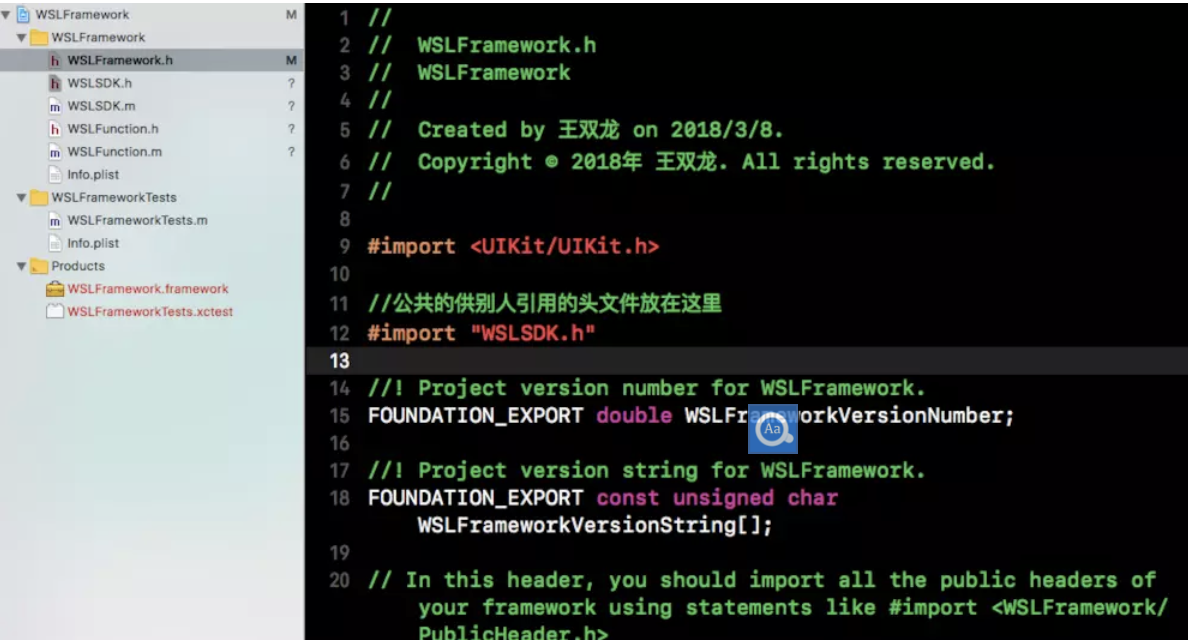 WSLFramework M
WSLFramework
WSLFramework.h M
WSLSDK.h ?
WSLSDK.m ?
WSLFunction.h ?
WSLFunction.m ?
Info.plist
WSLFrameworkTests
WSLFrameworkTests.m
Info.plist
Products
WSLFramework.framework
WSLFrameworkTests.xctest
1 //
2 // WSLFramework.h
3 // WSLFramework
4 //
5 // Created by 王双龙 on 2018/3/8.
6 // Copyright © 2018年 王双龙. All rights reserved.
7 //
8
9 #import <UIKit/UIKit.h>
10
11 //公共的供别人引用的头文件放在这里
12 #import "WSLSDK.h"
13
14 //! Project version number for WSLFramework.
15 FOUNDATION_EXPORT double WSLFrameworkVersionNumber;
Aa
16
17 //! Project version string for WSLFramework.
18 FOUNDATION_EXPORT const unsigned char
WSLFrameworkVersionString[];
19
20 // In this header, you should import all the public headers of
your framework using statements like #import <WSLFramework/
PublicHeader.h>